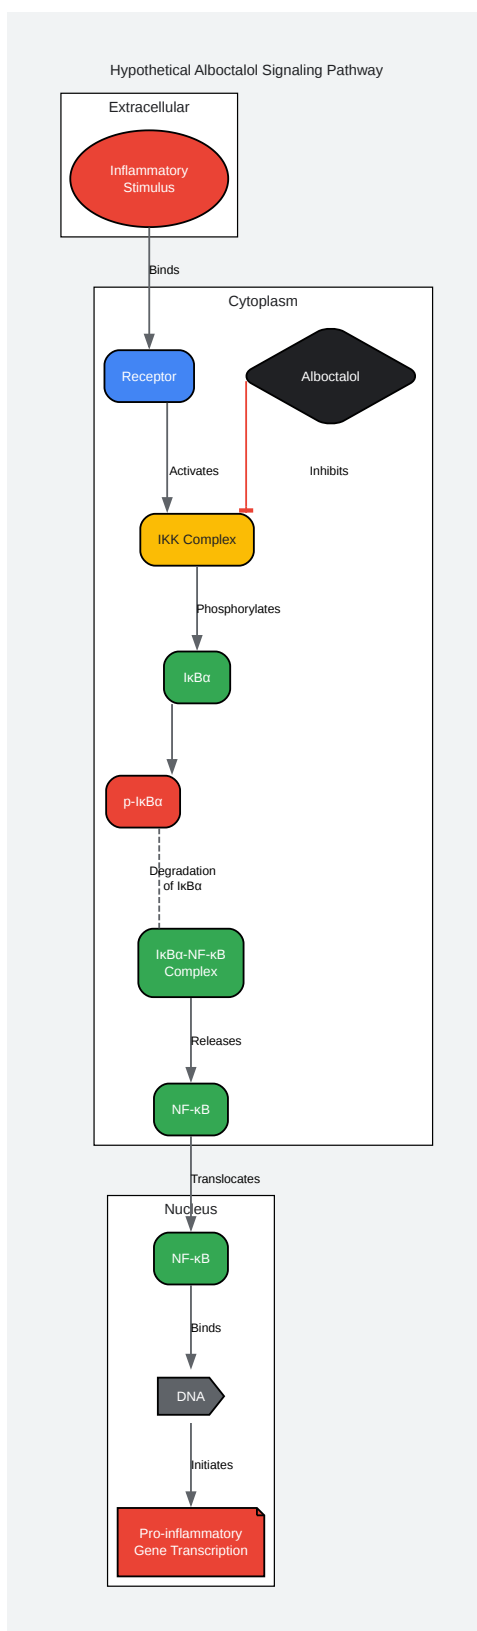 Hypothetical Alboctalol Signaling Pathway
Extracellular
Inflammatory
Stimulus
Binds
Cytoplasm
Receptor
Alboctalol
Activates
Inhibits
IKK Complex
Phosphorylates
IκBα
p-IκBα
Degradation
of IκBα
IκBα-NF-κB
Complex
Releases
NF-κB
Translocates
Nucleus
NF-κB
Binds
DNA
Initiates
Pro-inflammatory
Gene Transcription